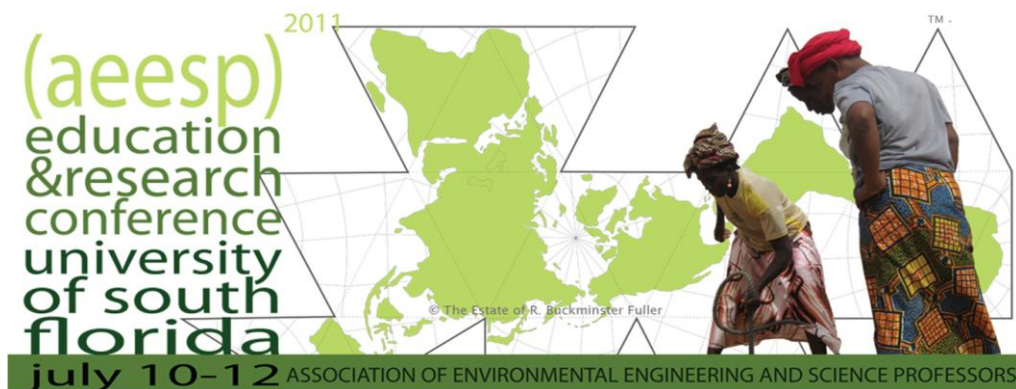 2011
TM -
(aeesp)
education
&research
conference
university
of south
florida
© The Estate of R. Buckminster Fuller
july 10-12 ASSOCIATION OF ENVIRONMENTAL ENGINEERING AND SCIENCE PROFESSORS